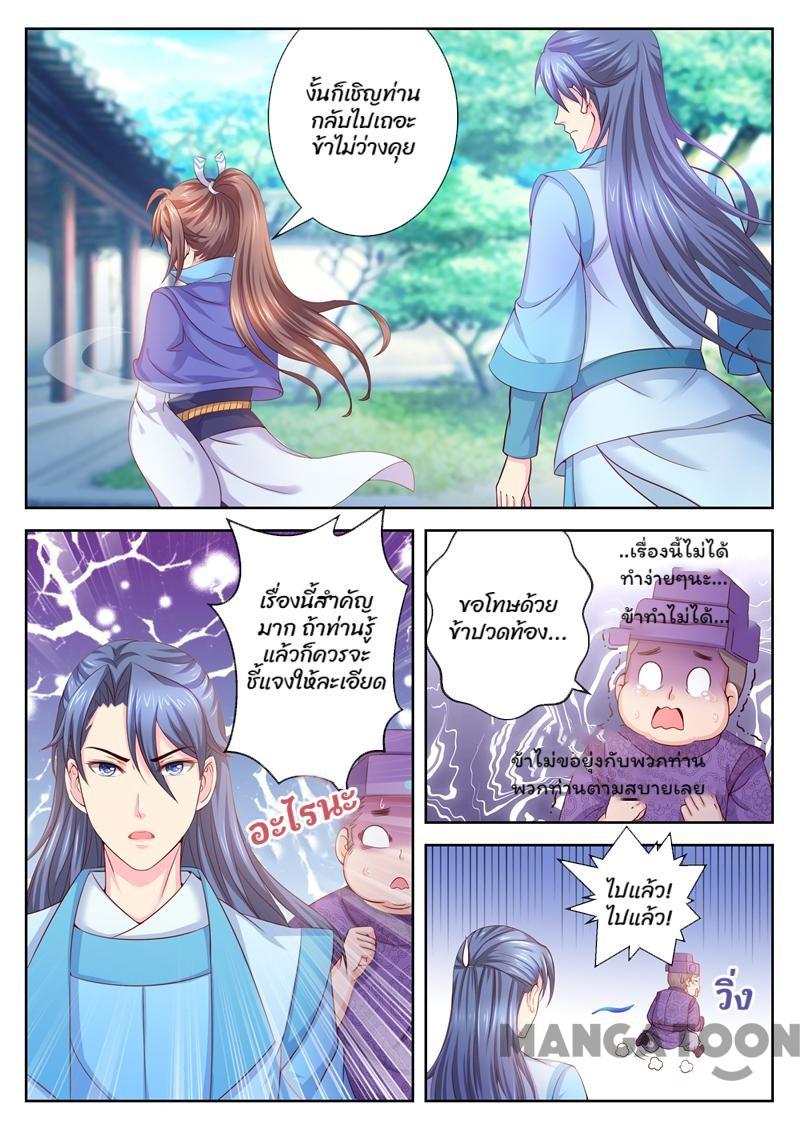 งั้นก็เชิญท่าน
กลับไปเถอะ
ข้าไม่ว่างคุย
เรื่องนี้สำคัญ
มาก ถ้าท่านรู้
แล้วก็ควรจะ
ชี้แจงให้ละเอียด
อะไรนะ
..เรื่องนี้ไม่ได้
ทำง่ายๆนะ...
ข้าทำไม่ได้...
ขอโทษด้วย
ข้าปวดท้อง...
ข้าไม่ขอยุ่งกับพวกท่าน
พวกท่านตามสบายเลย
ไปแล้ว!
ไปแล้ว!
วิ่ง
MANGATOON